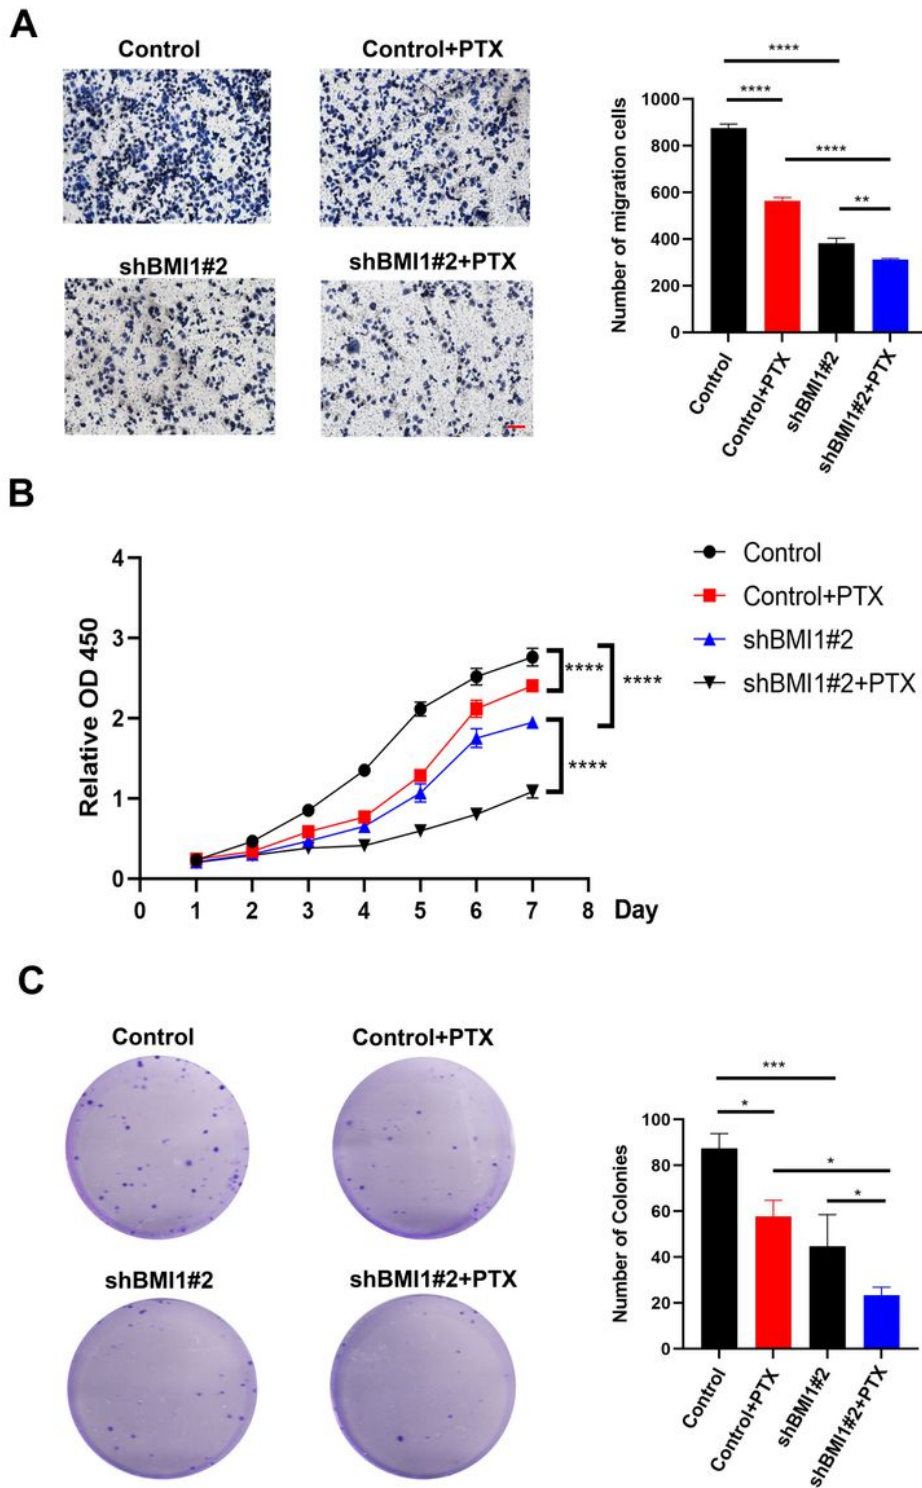 A
Control
Control+PTX
shBMI1#2
shBMI1#2+PTX
****
****
****
**
Number of migration cells
1000
800
600
400
200
0
Control
Control+PTX
shBMI1#2
shBMI1#2+PTX
B
Relative OD 450
4
3
2
1
0
0 1 2 3 4 5 6 7 8 Day
****
****
****
Control
Control+PTX
shBMI1#2
shBMI1#2+PTX
C
Control
Control+PTX
shBMI1#2
shBMI1#2+PTX
***
*
*
*
Number of Colonies
100
80
60
40
20
0
Control
Control+PTX
shBMI1#2
shBMI1#2+PTX